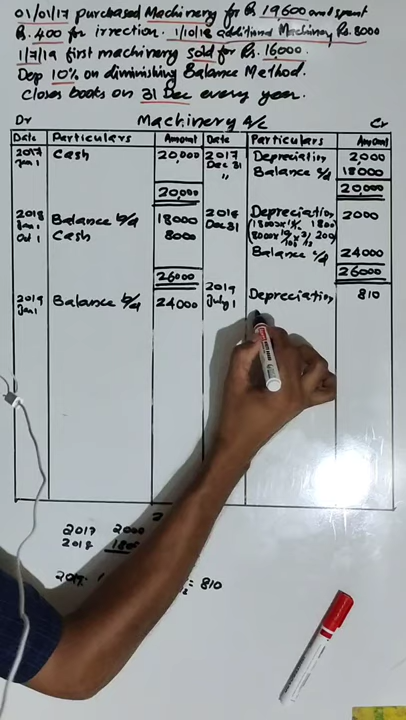 01/01/17 purchased Machinery for Rs. 19,600 and spent
Rs. 400 for irrection. 1/10/18 additional Machinery Rs. 8000
1/7/19 first machinery sold for Rs. 16,000.
Dep 10% on diminishing Balance Method.
Closes books on 31 Dec every year.
Dr Machinery A/c Cr
Date Particulars Amount Date Particulars Amount
2017 Cash 20,000 2017 Depreciation 2,000
Jan 1 Dec 31
" Balance c/d 18000
20,000 20,000
2018 Balance b/d 18000 2018 Depreciation 2000
Jan 1 Dec 31
Oct 1 Cash 8000
Balance c/d 24000
26000 26000
2019 Balance b/d 24000 2019 Depreciation 810
Jan 1 July 1
2017 2000
2018
= 810